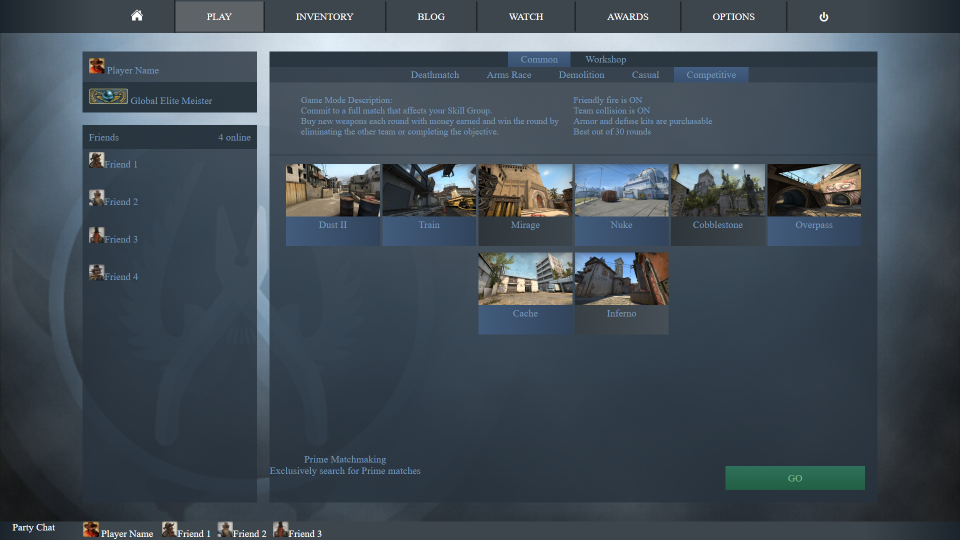 PLAY INVENTORY BLOG WATCH AWARDS OPTIONS
Player Name
Global Elite Meister
Friends 4 online
Friend 1
Friend 2
Friend 3
Friend 4
Common Workshop
Deathmatch Arms Race Demolition Casual Competitive
Game Mode Description:
Commit to a full match that affects your Skill Group.
Buy new weapons each round with money earned and win the round by
eliminating the other team or completing the objective.
Friendly fire is ON
Team collision is ON
Armor and defuse kits are purchasable
Best out of 30 rounds
Dust II Train Mirage Nuke Cobblestone Overpass
Cache Inferno
Prime Matchmaking
Exclusively search for Prime matches
GO
Party Chat Player Name Friend 1 Friend 2 Friend 3